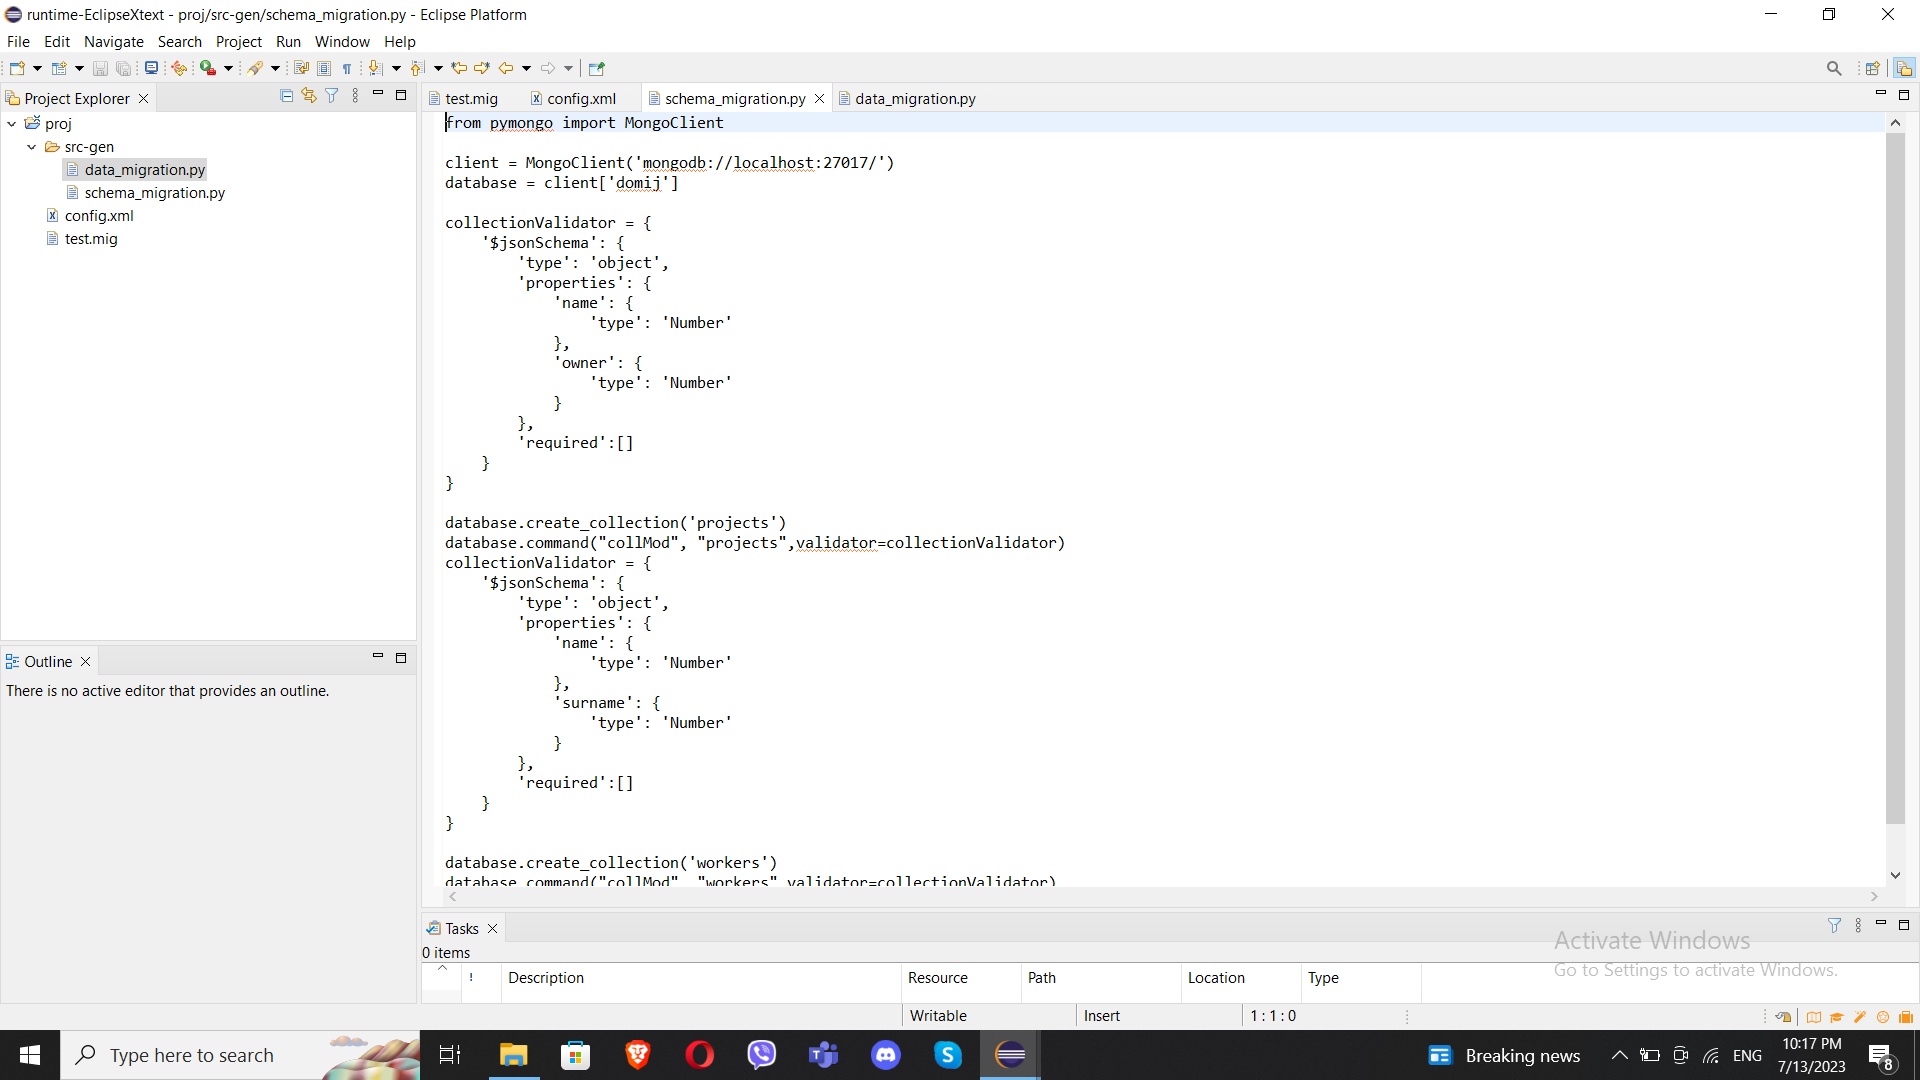 runtime-EclipseXtext - proj/src-gen/schema_migration.py - Eclipse Platform
File Edit Navigate Search Project Run Window Help
Project Explorer
proj
src-gen
data_migration.py
schema_migration.py
config.xml
test.mig
Outline
There is no active editor that provides an outline.
test.mig config.xml schema_migration.py data_migration.py
from pymongo import MongoClient
client = MongoClient('mongodb://localhost:27017/')
database = client['domij']
collectionValidator = {
'$jsonSchema': {
'type': 'object',
'properties': {
'name': {
'type': 'Number'
},
'owner': {
'type': 'Number'
}
},
'required':[]
}
}
database.create_collection('projects')
database.command("collMod", "projects",validator=collectionValidator)
collectionValidator = {
'$jsonSchema': {
'type': 'object',
'properties': {
'name': {
'type': 'Number'
},
'surname': {
'type': 'Number'
}
},
'required':[]
}
}
database.create_collection('workers')
database.command("collMod", "workers",validator=collectionValidator)
Tasks
0 items
! Description Resource Path Location Type
Activate Windows
Go to Settings to activate Windows.
Writable Insert 1 : 1 : 0
Type here to search
Breaking news ENG
10:17 PM
7/13/2023
8